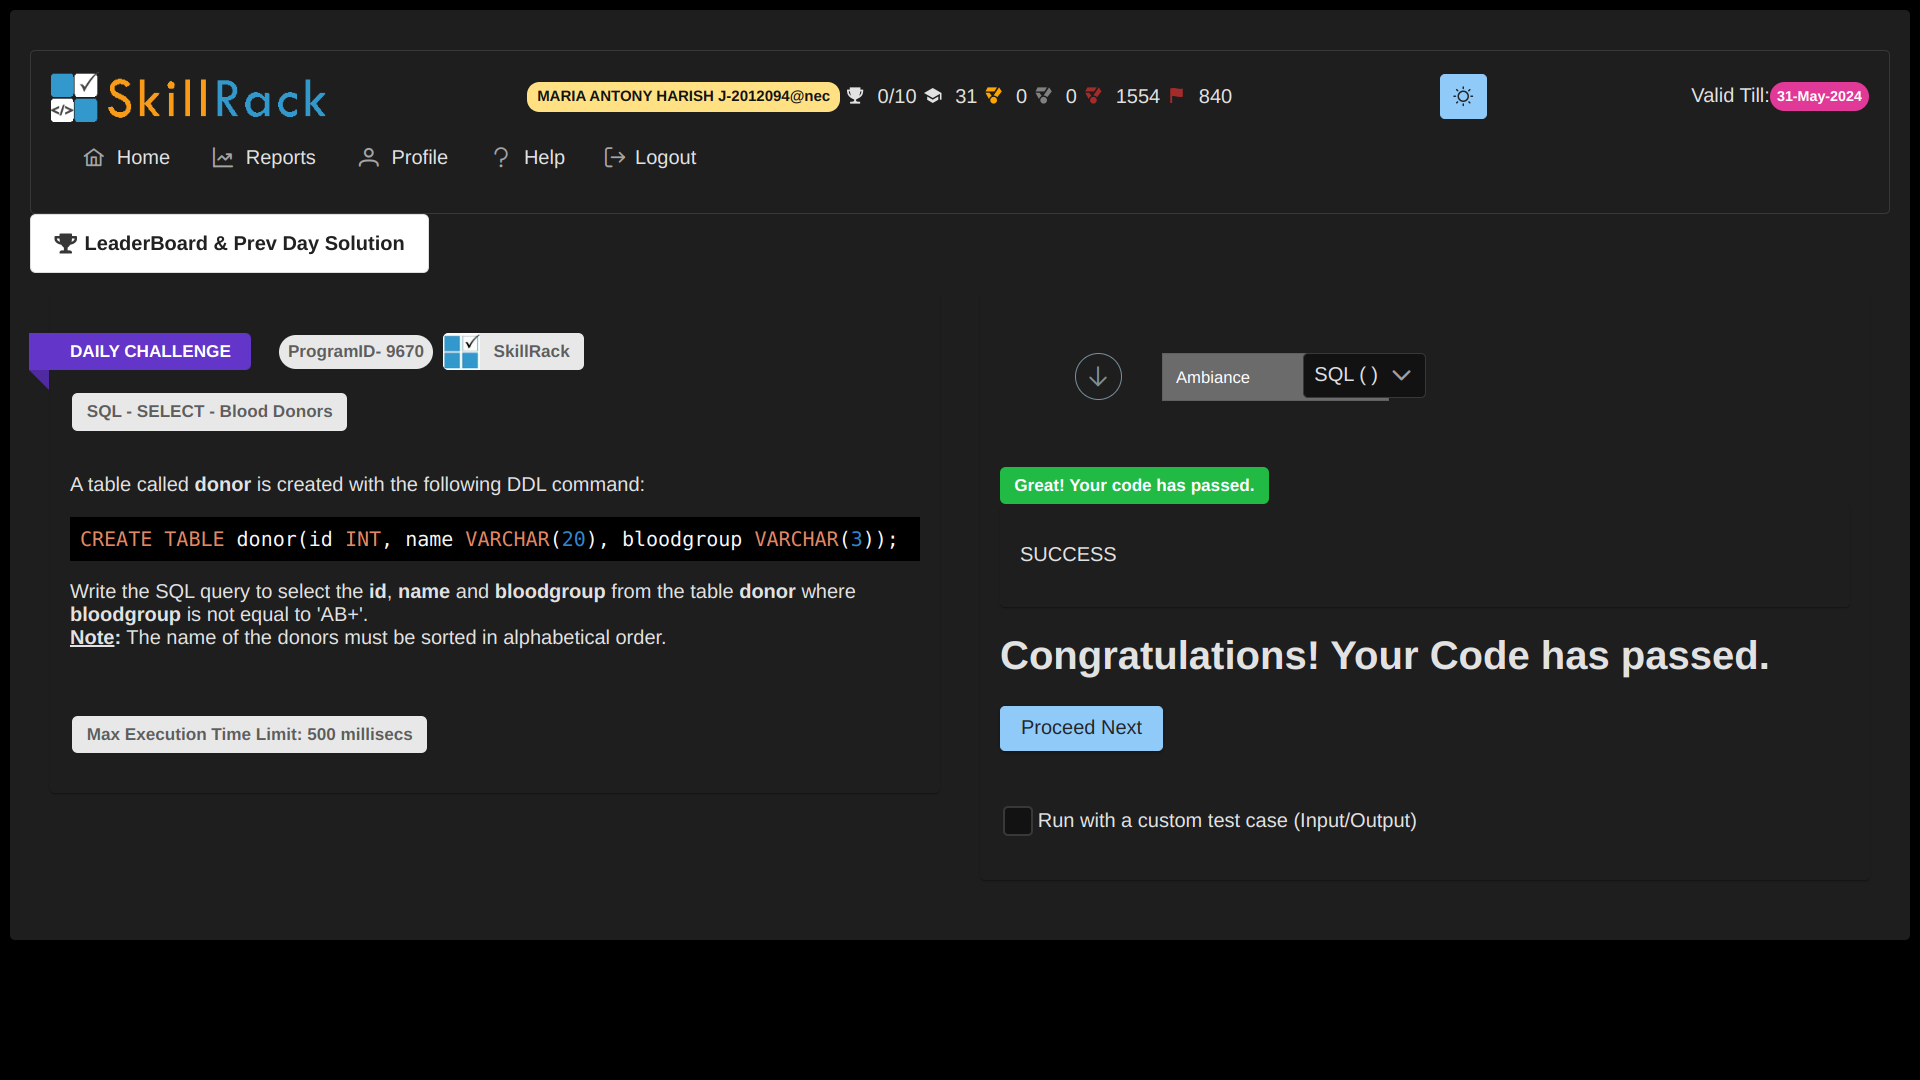 SkillRack
MARIA ANTONY HARISH J-2012094@nec 0/10 31 0 0 1554 840
Valid Till: 31-May-2024
Home Reports Profile Help Logout
LeaderBoard & Prev Day Solution
DAILY CHALLENGE ProgramID- 9670 SkillRack
SQL - SELECT - Blood Donors
A table called donor is created with the following DDL command:
CREATE TABLE donor(id INT, name VARCHAR(20), bloodgroup VARCHAR(3));
Write the SQL query to select the id, name and bloodgroup from the table donor where
bloodgroup is not equal to 'AB+'.
Note: The name of the donors must be sorted in alphabetical order.
Max Execution Time Limit: 500 millisecs
Ambiance SQL ( )
Great! Your code has passed.
SUCCESS
Congratulations! Your Code has passed.
Proceed Next
Run with a custom test case (Input/Output)